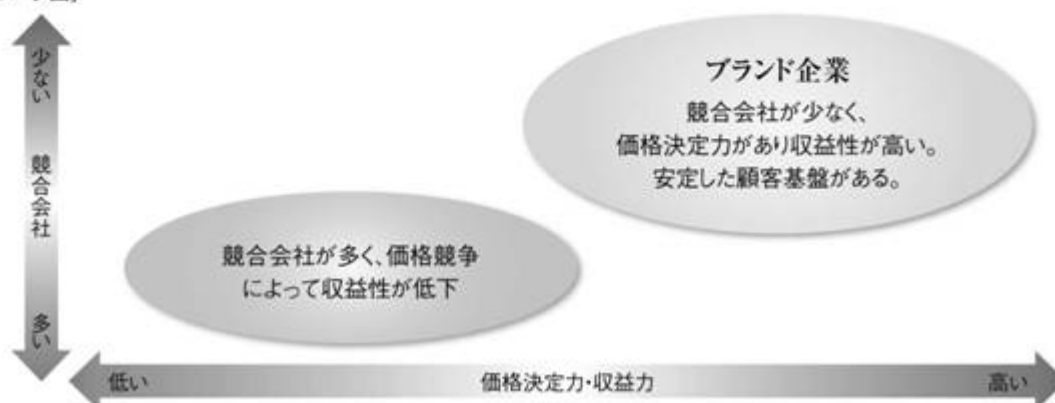 少ない
競合会社
多い
ブランド企業
競合会社が少なく、
価格決定力があり収益性が高い。
安定した顧客基盤がある。
競合会社が多く、価格競争
によって収益性が低下
低い
価格決定力・収益力
高い